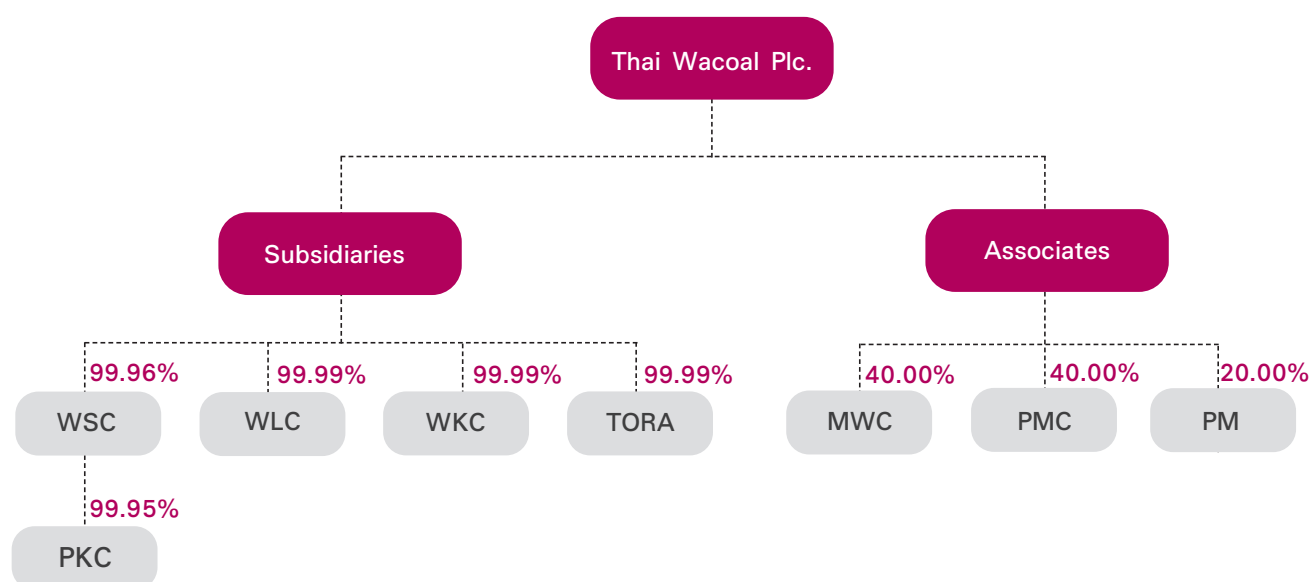 Thai Wacoal Plc.
Subsidiaries
Associates
99.96%
99.99%
99.99%
99.99%
40.00%
40.00%
20.00%
WSC
WLC
WKC
TORA
MWC
PMC
PM
99.95%
PKC